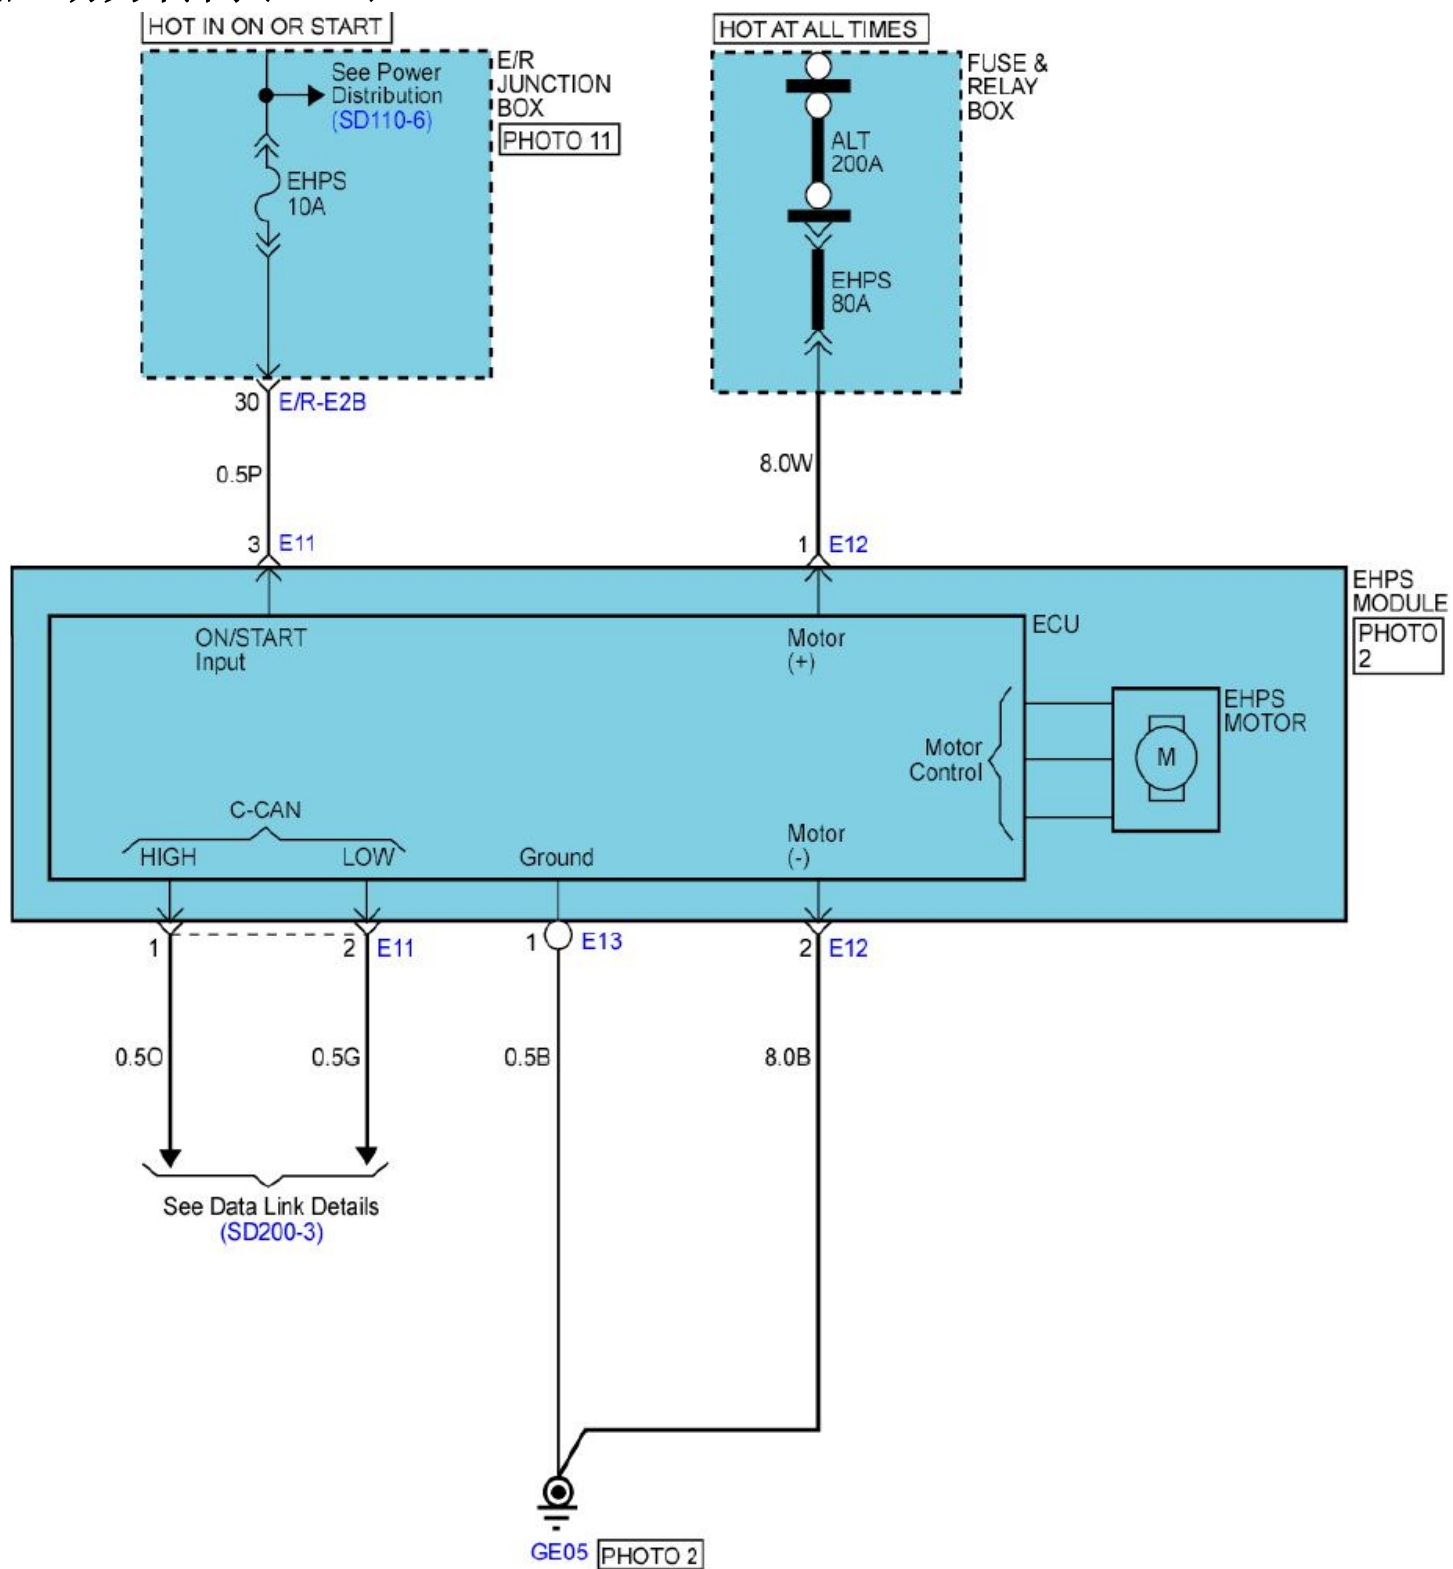 HOT IN ON OR START
HOT AT ALL TIMES
See Power
Distribution
(SD110-6)
E/R
JUNCTION
BOX
PHOTO 11
EHPS
10A
FUSE &
RELAY
BOX
ALT
200A
EHPS
80A
30 E/R-E2B
0.5P
8.0W
3 E11
1 E12
EHPS
MODULE
PHOTO
2
ON/START
Input
Motor
(+)
ECU
EHPS
MOTOR
M
Motor
Control
C-CAN
HIGH
LOW
Ground
Motor
(-)
1
2 E11
1 E13
2 E12
0.5O
0.5G
0.5B
8.0B
See Data Link Details
(SD200-3)
GE05
PHOTO 2